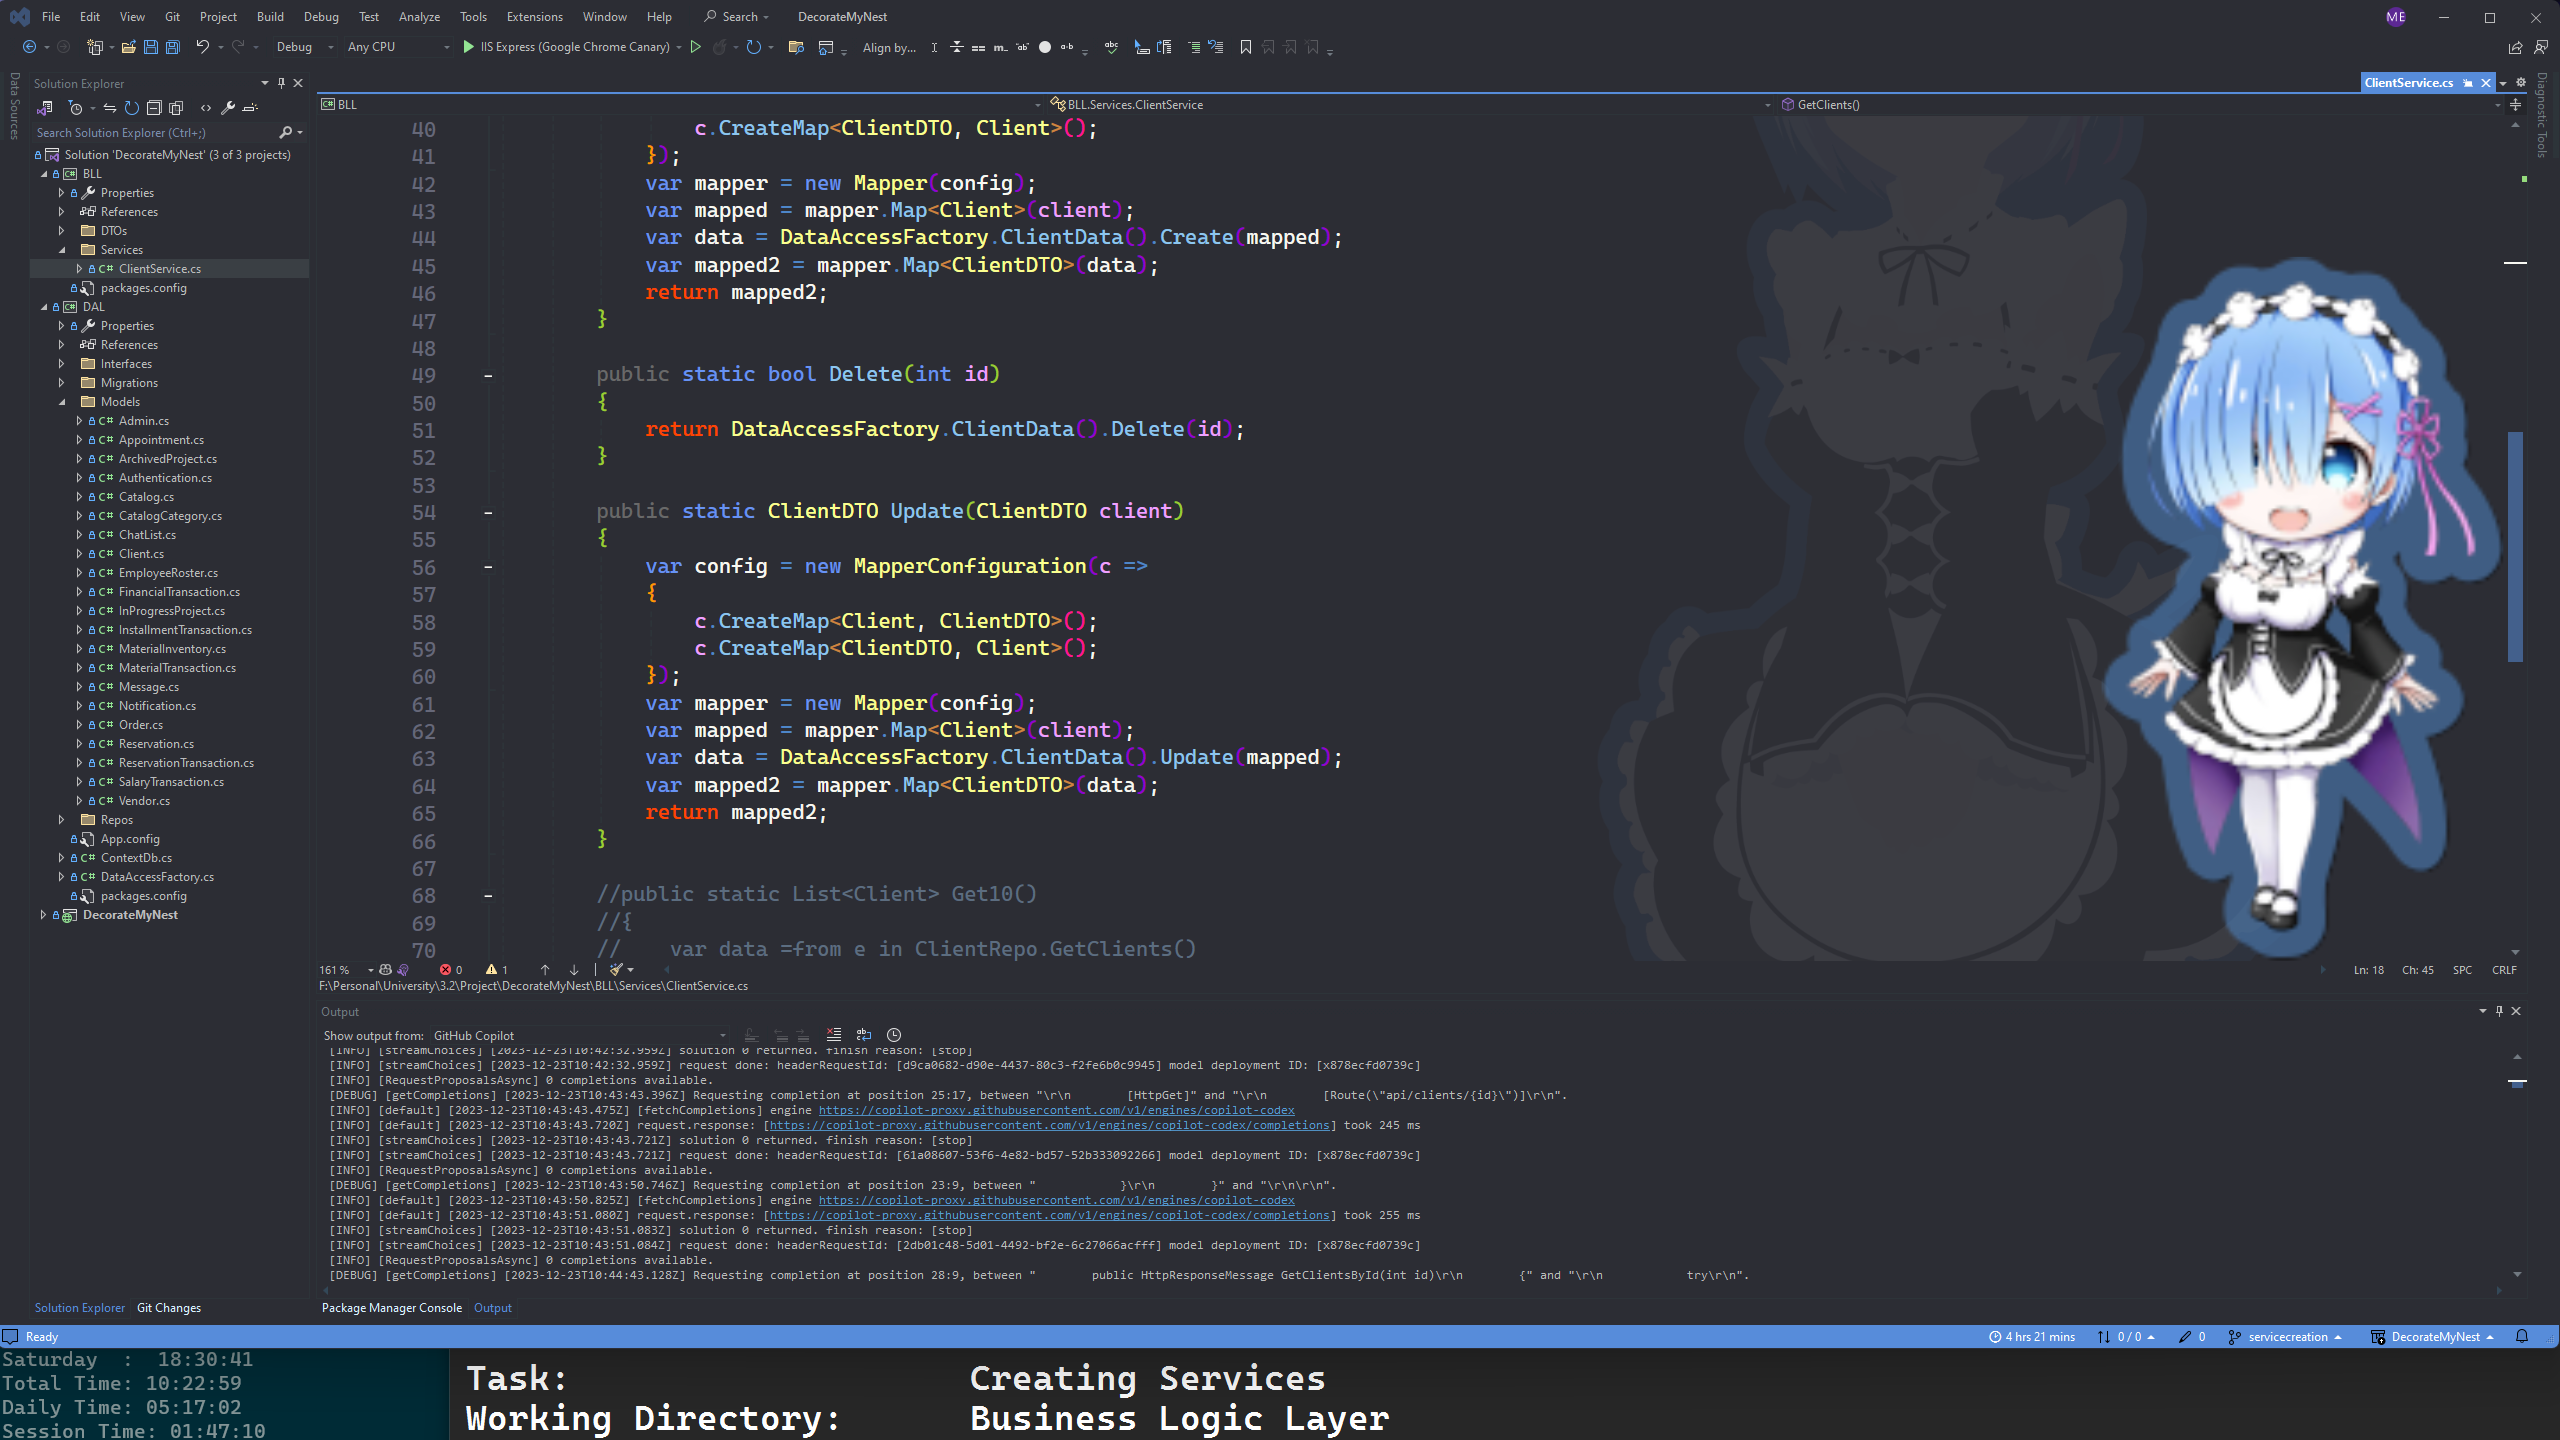 File Edit View Git Project Build Debug Test Analyze Tools Extensions Window Help Search DecorateMyNest ME
Debug Any CPU IIS Express (Google Chrome Canary) Align by...
Data Sources
Solution Explorer
Search Solution Explorer (Ctrl+;)
Solution 'DecorateMyNest' (3 of 3 projects)
BLL
Properties
References
DTOs
Services
C# ClientService.cs
packages.config
DAL
Properties
References
Interfaces
Migrations
Models
C# Admin.cs
C# Appointment.cs
C# ArchivedProject.cs
C# Authentication.cs
C# Catalog.cs
C# CatalogCategory.cs
C# ChatList.cs
C# Client.cs
C# EmployeeRoster.cs
C# FinancialTransaction.cs
C# InProgressProject.cs
C# InstallmentTransaction.cs
C# MaterialInventory.cs
C# MaterialTransaction.cs
C# Message.cs
C# Notification.cs
C# Order.cs
C# Reservation.cs
C# ReservationTransaction.cs
C# SalaryTransaction.cs
C# Vendor.cs
Repos
App.config
C# ContextDb.cs
C# DataAccessFactory.cs
packages.config
DecorateMyNest
Solution Explorer Git Changes
ClientService.cs
Diagnostic Tools
BLL BLL.Services.ClientService GetClients()
40 c.CreateMap<ClientDTO, Client>();
41 });
42 var mapper = new Mapper(config);
43 var mapped = mapper.Map<Client>(client);
44 var data = DataAccessFactory.ClientData().Create(mapped);
45 var mapped2 = mapper.Map<ClientDTO>(data);
46 return mapped2;
47 }
48
49 public static bool Delete(int id)
50 {
51 return DataAccessFactory.ClientData().Delete(id);
52 }
53
54 public static ClientDTO Update(ClientDTO client)
55 {
56 var config = new MapperConfiguration(c =>
57 {
58 c.CreateMap<Client, ClientDTO>();
59 c.CreateMap<ClientDTO, Client>();
60 });
61 var mapper = new Mapper(config);
62 var mapped = mapper.Map<Client>(client);
63 var data = DataAccessFactory.ClientData().Update(mapped);
64 var mapped2 = mapper.Map<ClientDTO>(data);
65 return mapped2;
66 }
67
68 //public static List<Client> Get10()
69 //{
70 // var data =from e in ClientRepo.GetClients()
161 % 0 1 Ln: 18 Ch: 45 SPC CRLF
F:\Personal\University\3.2\Project\DecorateMyNest\BLL\Services\ClientService.cs
Output
Show output from: GitHub Copilot
[INFO] [streamChoices] [2023-12-23T10:42:32.959Z] solution 0 returned. finish reason: [stop]
[INFO] [streamChoices] [2023-12-23T10:42:32.959Z] request done: headerRequestId: [d9ca0682-d90e-4437-80c3-f2fe6b0c9945] model deployment ID: [x878ecfd0739c]
[INFO] [RequestProposalsAsync] 0 completions available.
[DEBUG] [getCompletions] [2023-12-23T10:43:43.396Z] Requesting completion at position 25:17, between "\r\n [HttpGet]" and "\r\n [Route(\"api/clients/{id}\")]\r\n".
[INFO] [default] [2023-12-23T10:43:43.475Z] [fetchCompletions] engine https://copilot-proxy.githubusercontent.com/v1/engines/copilot-codex
[INFO] [default] [2023-12-23T10:43:43.720Z] request.response: [https://copilot-proxy.githubusercontent.com/v1/engines/copilot-codex/completions] took 245 ms
[INFO] [streamChoices] [2023-12-23T10:43:43.721Z] solution 0 returned. finish reason: [stop]
[INFO] [streamChoices] [2023-12-23T10:43:43.721Z] request done: headerRequestId: [61a08607-53f6-4e82-bd57-52b333092266] model deployment ID: [x878ecfd0739c]
[INFO] [RequestProposalsAsync] 0 completions available.
[DEBUG] [getCompletions] [2023-12-23T10:43:50.746Z] Requesting completion at position 23:9, between " }\r\n }" and "\r\n\r\n".
[INFO] [default] [2023-12-23T10:43:50.825Z] [fetchCompletions] engine https://copilot-proxy.githubusercontent.com/v1/engines/copilot-codex
[INFO] [default] [2023-12-23T10:43:51.080Z] request.response: [https://copilot-proxy.githubusercontent.com/v1/engines/copilot-codex/completions] took 255 ms
[INFO] [streamChoices] [2023-12-23T10:43:51.083Z] solution 0 returned. finish reason: [stop]
[INFO] [streamChoices] [2023-12-23T10:43:51.084Z] request done: headerRequestId: [2db01c48-5d01-4492-bf2e-6c27066acfff] model deployment ID: [x878ecfd0739c]
[INFO] [RequestProposalsAsync] 0 completions available.
[DEBUG] [getCompletions] [2023-12-23T10:44:43.128Z] Requesting completion at position 28:9, between " public HttpResponseMessage GetClientsById(int id)\r\n {" and "\r\n try\r\n".
Package Manager Console Output
Ready 4 hrs 21 mins 0 / 0 0 servicecreation DecorateMyNest
Saturday : 18:30:41
Total Time: 10:22:59
Daily Time: 05:17:02
Session Time: 01:47:10
Task: Creating Services
Working Directory: Business Logic Layer